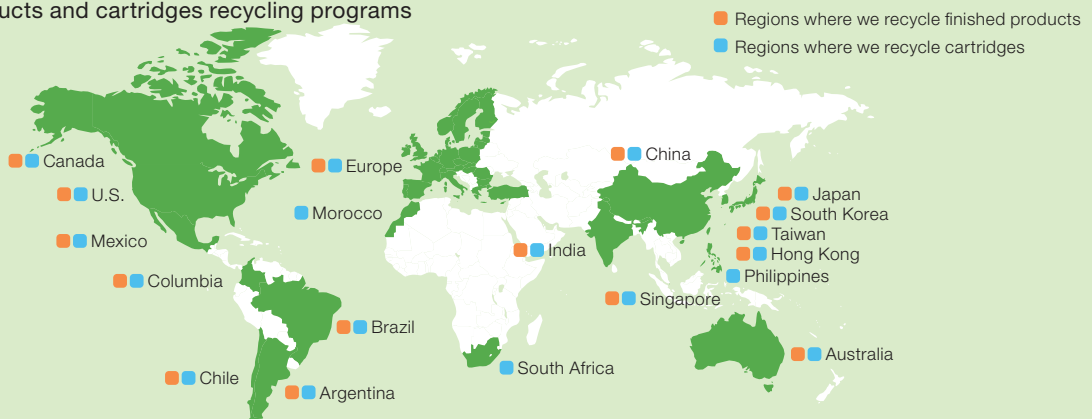 ucts and cartridges recycling programs
Regions where we recycle finished products
Regions where we recycle cartridges
Canada
Europe
China
U.S.
Morocco
Japan
South Korea
Mexico
Taiwan
India
Hong Kong
Columbia
Philippines
Singapore
Brazil
Australia
South Africa
Chile
Argentina